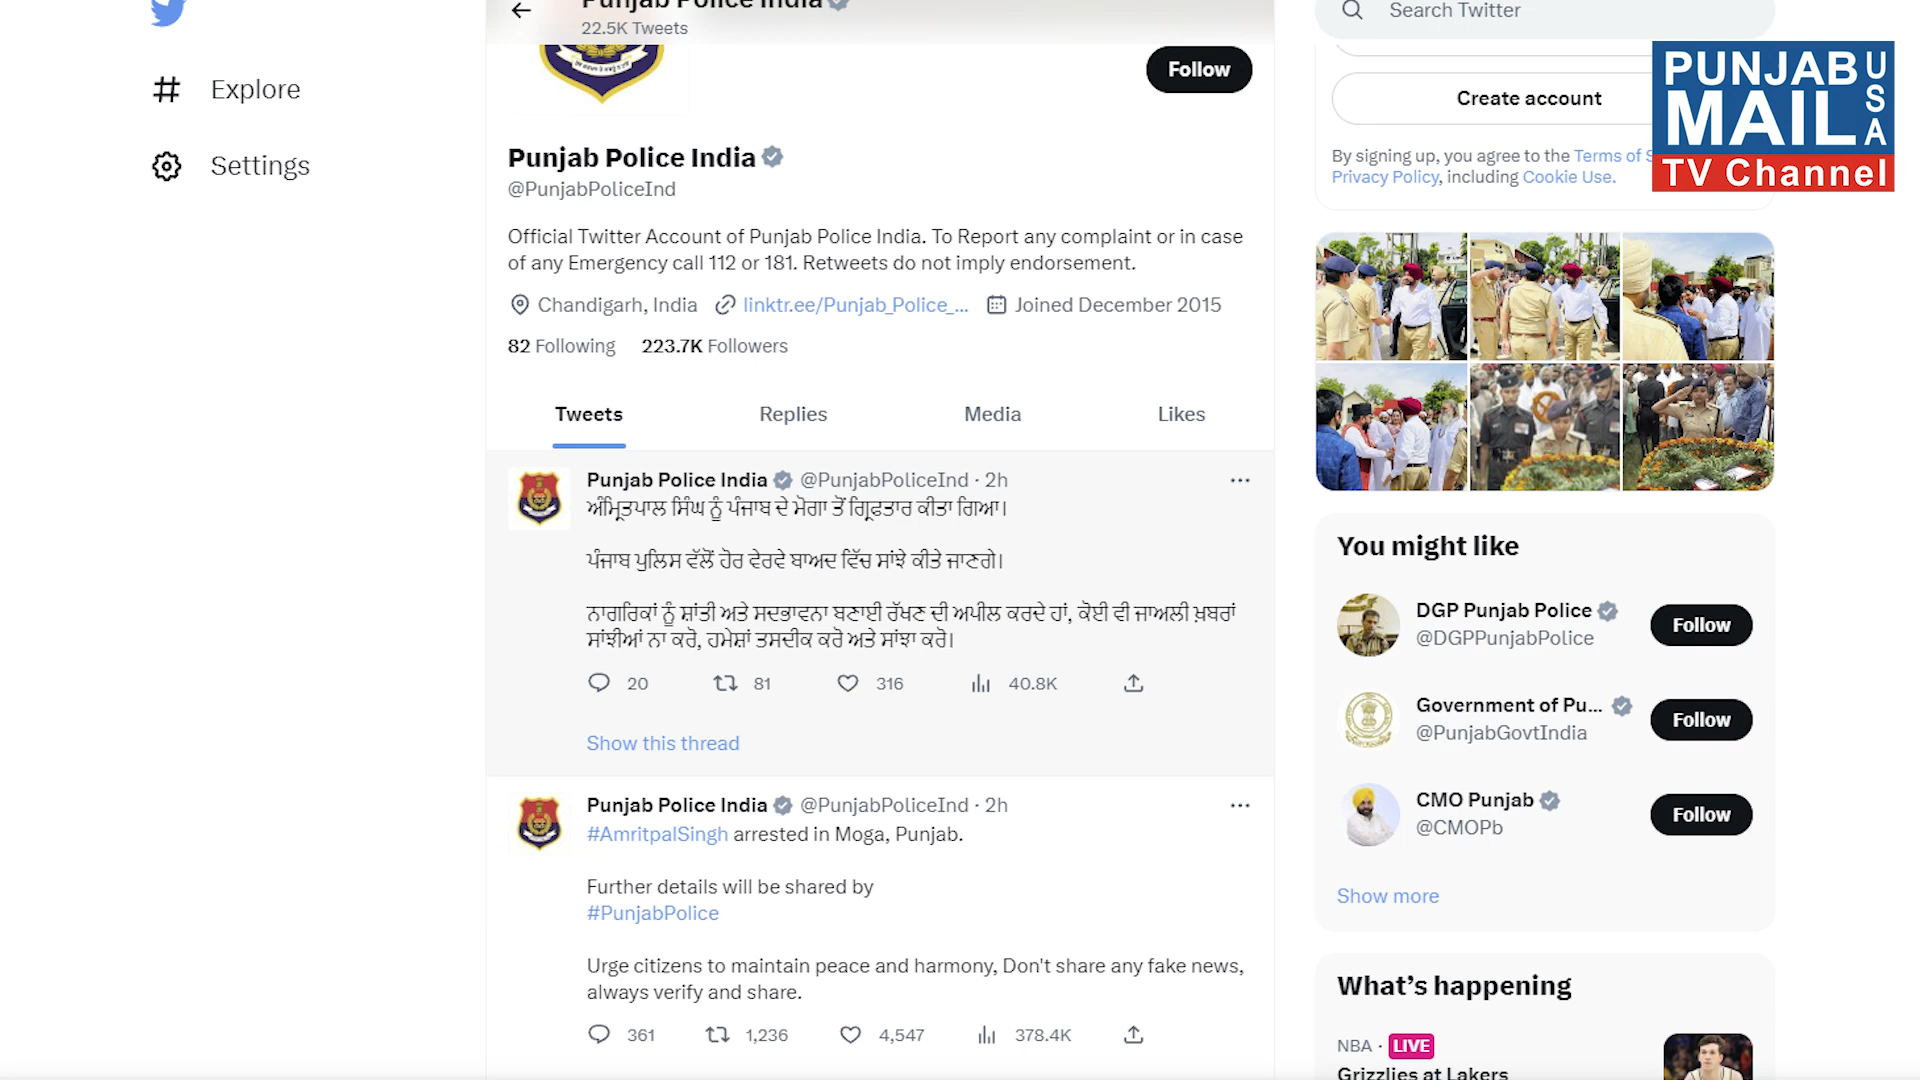 Punjab Police India
22.5K Tweets
Search Twitter
Explore
Settings
Follow
Create account
By signing up, you agree to the Terms of S
Privacy Policy, including Cookie Use.
PUNJAB USA
MAIL
TV Channel
Punjab Police India
@PunjabPoliceInd
Official Twitter Account of Punjab Police India. To Report any complaint or in case
of any Emergency call 112 or 181. Retweets do not imply endorsement.
Chandigarh, India linktr.ee/Punjab_Police_... Joined December 2015
82 Following 223.7K Followers
Tweets Replies Media Likes
Punjab Police India @PunjabPoliceInd · 2h
ਅੰਮ੍ਰਿਤਪਾਲ ਸਿੰਘ ਨੂੰ ਪੰਜਾਬ ਦੇ ਮੋਗਾ ਤੋਂ ਗ੍ਰਿਫਤਾਰ ਕੀਤਾ ਗਿਆ।
ਪੰਜਾਬ ਪੁਲਿਸ ਵੱਲੋਂ ਹੋਰ ਵੇਰਵੇ ਬਾਅਦ ਵਿੱਚ ਸਾਂਝੇ ਕੀਤੇ ਜਾਣਗੇ।
ਨਾਗਰਿਕਾਂ ਨੂੰ ਸ਼ਾਂਤੀ ਅਤੇ ਸਦਭਾਵਨਾ ਬਣਾਈ ਰੱਖਣ ਦੀ ਅਪੀਲ ਕਰਦੇ ਹਾਂ, ਕੋਈ ਵੀ ਜਾਅਲੀ ਖ਼ਬਰਾਂ
ਸਾਂਝੀਆਂ ਨਾ ਕਰੋ, ਹਮੇਸ਼ਾਂ ਤਸਦੀਕ ਕਰੋ ਅਤੇ ਸਾਂਝਾ ਕਰੋ।
20 81 316 40.8K
Show this thread
Punjab Police India @PunjabPoliceInd · 2h
#AmritpalSingh arrested in Moga, Punjab.
Further details will be shared by
#PunjabPolice
Urge citizens to maintain peace and harmony, Don't share any fake news,
always verify and share.
361 1,236 4,547 378.4K
You might like
DGP Punjab Police
@DGPPunjabPolice
Follow
Government of Pu...
@PunjabGovtIndia
Follow
CMO Punjab
@CMOPb
Follow
Show more
What's happening
NBA · LIVE
Grizzlies at Lakers